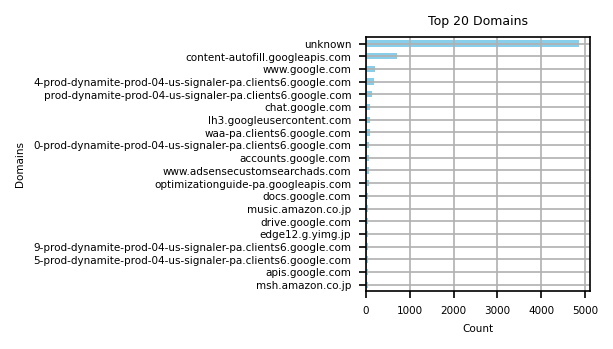 Top 20 Domains
unknown
content-autofill.googleapis.com
www.google.com
4-prod-dynamite-prod-04-us-signaler-pa.clients6.google.com
prod-dynamite-prod-04-us-signaler-pa.clients6.google.com
chat.google.com
lh3.googleusercontent.com
waa-pa.clients6.google.com
0-prod-dynamite-prod-04-us-signaler-pa.clients6.google.com
accounts.google.com
www.adsensecustomsearchads.com
optimizationguide-pa.googleapis.com
docs.google.com
music.amazon.co.jp
drive.google.com
edge12.g.yimg.jp
9-prod-dynamite-prod-04-us-signaler-pa.clients6.google.com
5-prod-dynamite-prod-04-us-signaler-pa.clients6.google.com
apis.google.com
msh.amazon.co.jp
Domains
0 1000 2000 3000 4000 5000
Count